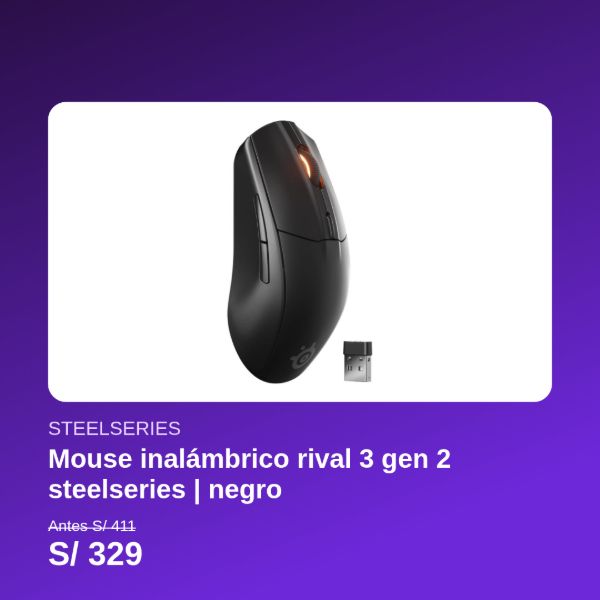 STEELSERIES
Mouse inalámbrico rival 3 gen 2
steelseries | negro
Antes S/ 411
S/ 329